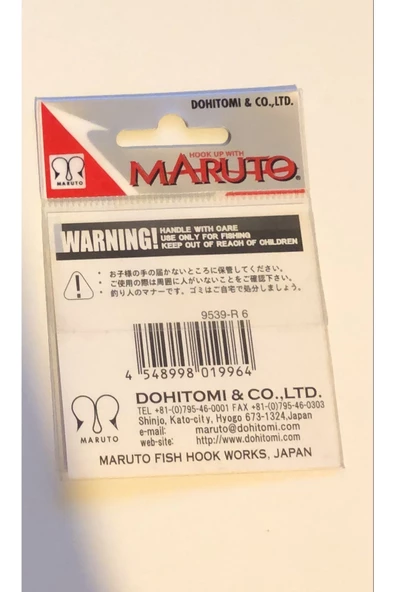 DOHITOMI & CO.,LTD.
HOOK UP WITH
MARUTO®
MARUTO
WARNING!
HANDLE WITH CARE
USE ONLY FOR FISHING
KEEP OUT OF REACH OF CHILDREN
・お子様の手の届かないところに保管してください。
・ご使用の際は周囲に人がいないことをご確認下さい。
・釣り人のマナーです。ゴミはご自宅で処分しましょう。
9539-R 6
4 548998 019964
DOHITOMI & CO.,LTD.
TEL +81-(0)795-46-0001 FAX +81-(0)795-46-0303
Shinjo, Kato-city, Hyogo 673-1324,Japan
e-mail: maruto@dohitomi.com
web-site: http://www.dohitomi.com
MARUTO
MARUTO FISH HOOK WORKS, JAPAN